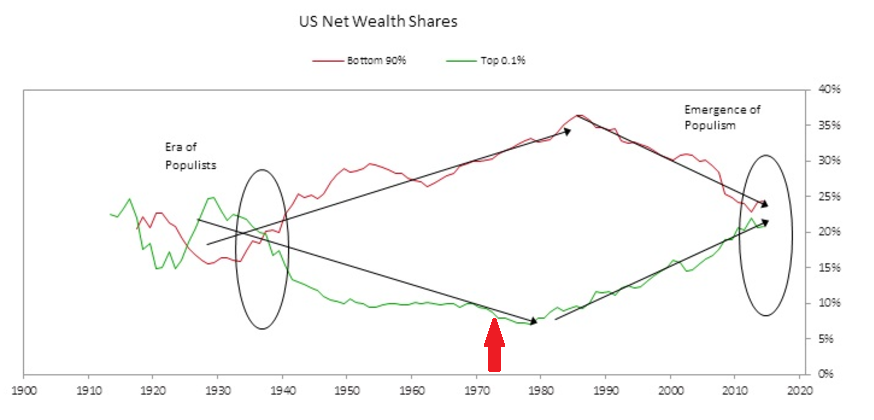 US Net Wealth Shares
Bottom 90% Top 0.1%
40%
Emergence of
Populism
35%
Era of
Populists
30%
25%
20%
15%
10%
5%
0%
1900 1910 1920 1930 1940 1950 1960 1970 1980 1990 2000 2010 2020